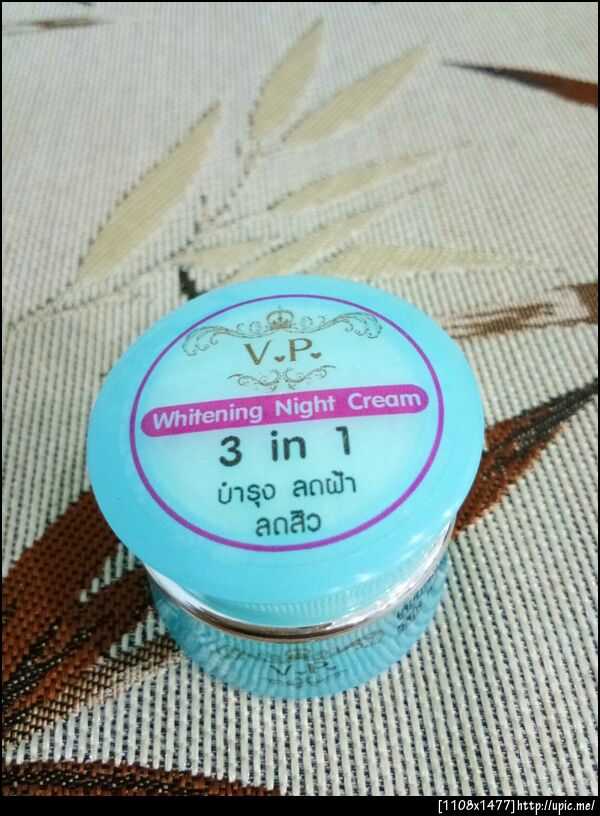 V.P.
Whitening Night Cream
3 in 1
บำรุง ลดฝ้า
ลดสิว
V.P.
[1108x1477]http://upic.me/